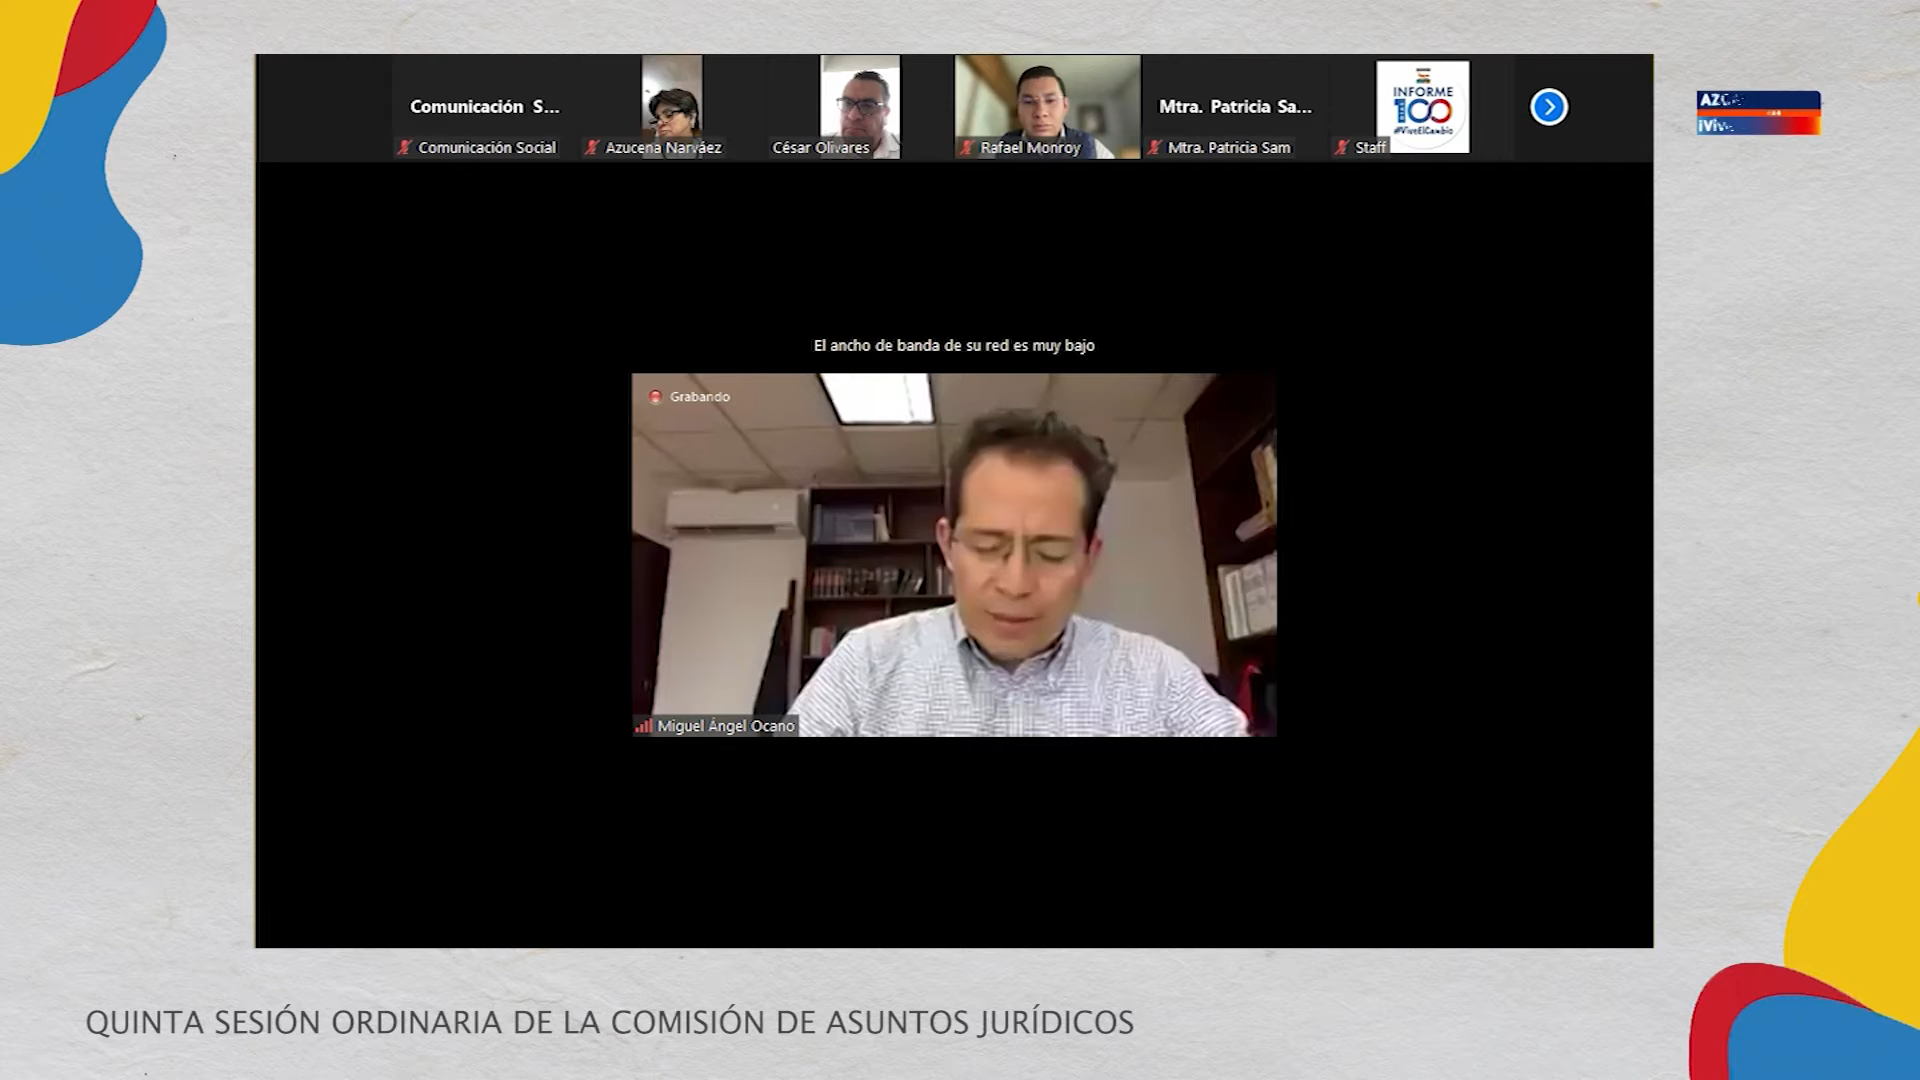 Comunicación S...
Mtra. Patricia Sa...
INFORME
100
#ViveElCambio
Comunicación Social
Azucena Narváez
César Olivares
Rafael Monroy
Mtra. Patricia Sam
Staff
El ancho de banda de su red es muy bajo
Grabando
Miguel Ángel Ocano
QUINTA SESIÓN ORDINARIA DE LA COMISIÓN DE ASUNTOS JURÍDICOS